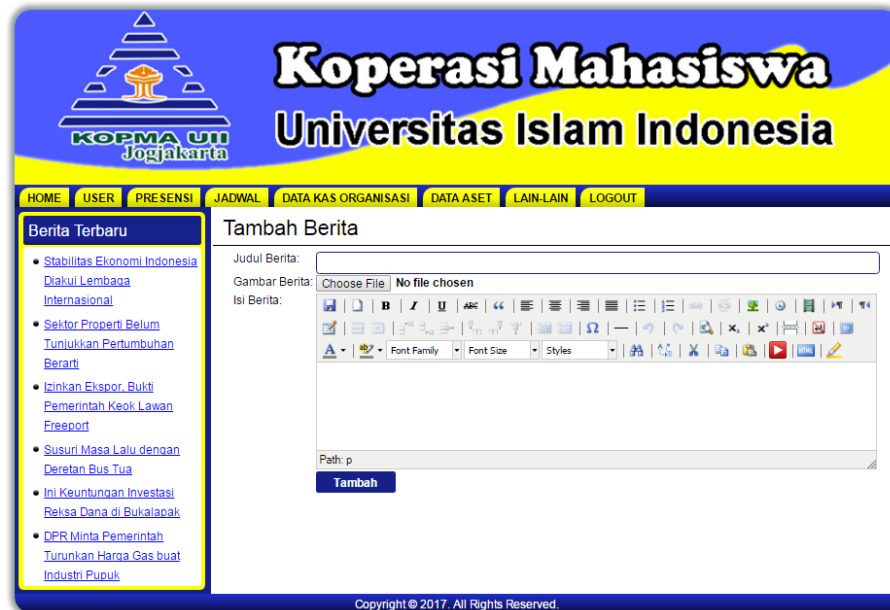 Koperasi Mahasiswa
Universitas Islam Indonesia
KOPMA UII
Jogjakarta
HOME USER PRESENSI JADWAL DATA KAS ORGANISASI DATA ASET LAIN-LAIN LOGOUT
Berita Terbaru
Stabilitas Ekonomi Indonesia
Diakui Lembaga
Internasional
Sektor Properti Belum
Tunjukkan Pertumbuhan
Berarti
Izinkan Ekspor, Bukti
Pemerintah Keok Lawan
Freeport
Susuri Masa Lalu dengan
Deretan Bus Tua
Ini Keuntungan Investasi
Reksa Dana di Bukalapak
DPR Minta Pemerintah
Turunkan Harga Gas buat
Industri Pupuk
Tambah Berita
Judul Berita:
Gambar Berita: Choose File No file chosen
Isi Berita:
B I U ABC
Font Family Font Size Styles HTML
Path: p
Tambah
Copyright © 2017. All Rights Reserved.